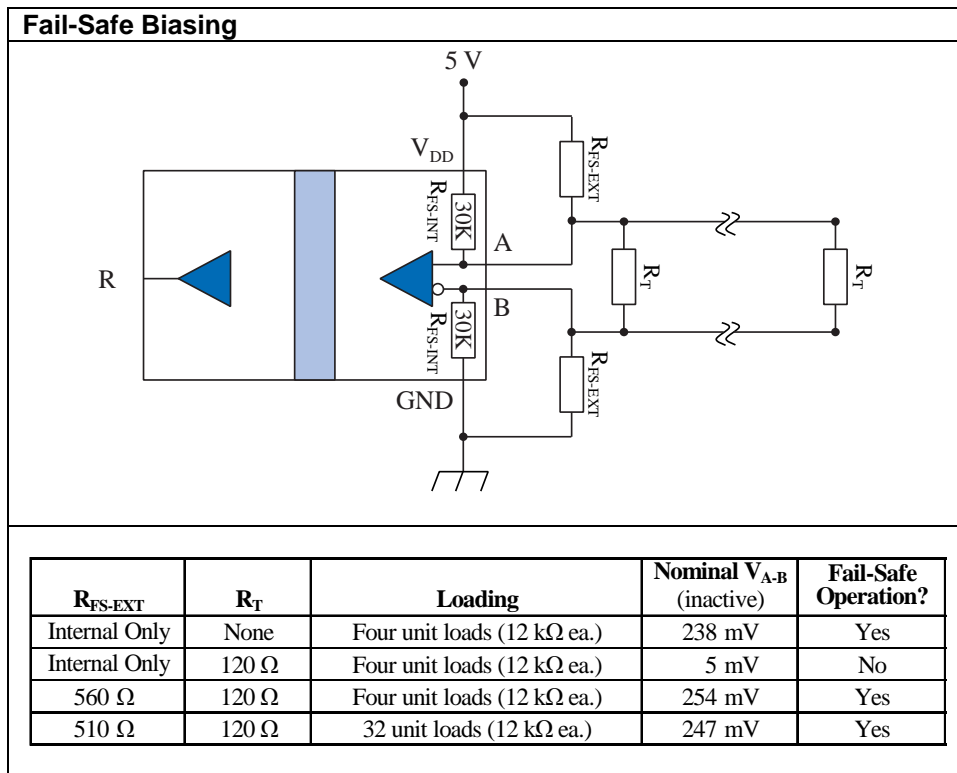 Fail-Safe Biasing
5 V
V_DD
R_FS-EXT
R_FS-INT
30K
A
R
R_T
R_T
B
R_FS-INT
30K
R_FS-EXT
GND
R_FS-EXT R_T Loading Nominal V_A-B (inactive) Fail-Safe Operation?
Internal Only None Four unit loads (12 kΩ ea.) 238 mV Yes
Internal Only 120 Ω Four unit loads (12 kΩ ea.) 5 mV No
560 Ω 120 Ω Four unit loads (12 kΩ ea.) 254 mV Yes
510 Ω 120 Ω 32 unit loads (12 kΩ ea.) 247 mV Yes